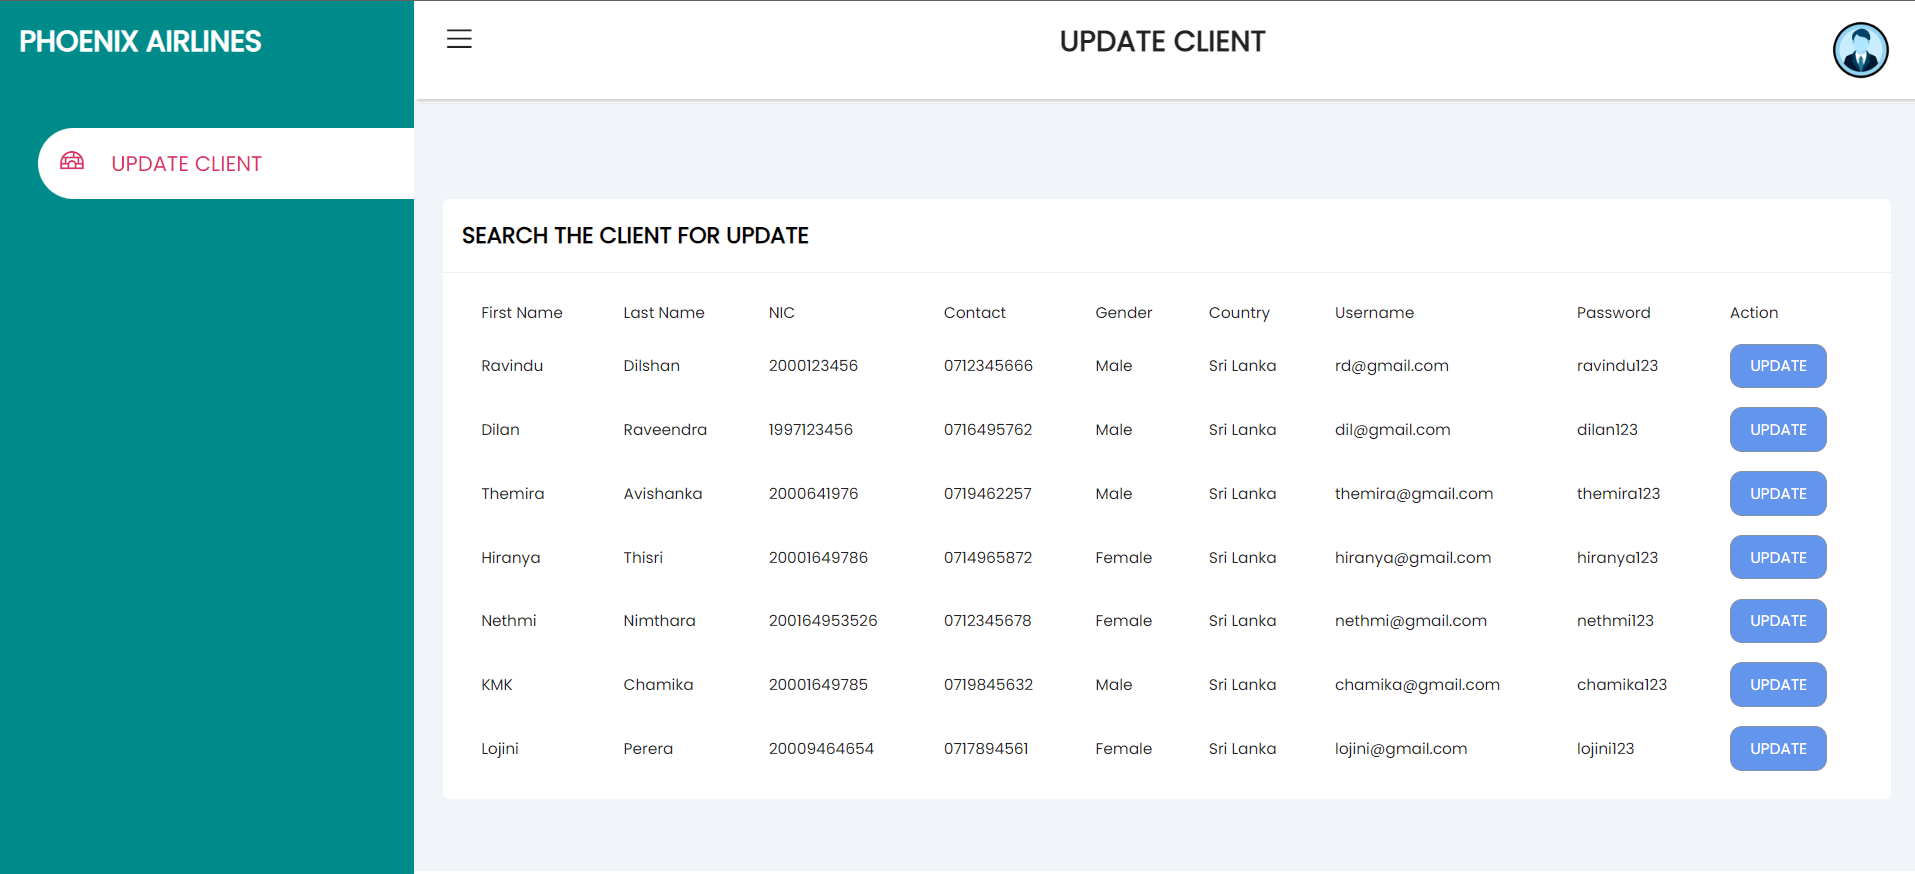 PHOENIX AIRLINES
UPDATE CLIENT
UPDATE CLIENT
SEARCH THE CLIENT FOR UPDATE
First Name Last Name NIC Contact Gender Country Username Password Action
Ravindu Dilshan 2000123456 0712345666 Male Sri Lanka rd@gmail.com ravindu123 UPDATE
Dilan Raveendra 1997123456 0716495762 Male Sri Lanka dil@gmail.com dilan123 UPDATE
Themira Avishanka 2000641976 0719462257 Male Sri Lanka themira@gmail.com themira123 UPDATE
Hiranya Thisri 20001649786 0714965872 Female Sri Lanka hiranya@gmail.com hiranya123 UPDATE
Nethmi Nimthara 200164953526 0712345678 Female Sri Lanka nethmi@gmail.com nethmi123 UPDATE
KMK Chamika 20001649785 0719845632 Male Sri Lanka chamika@gmail.com chamika123 UPDATE
Lojini Perera 20009464654 0717894561 Female Sri Lanka lojini@gmail.com lojini123 UPDATE